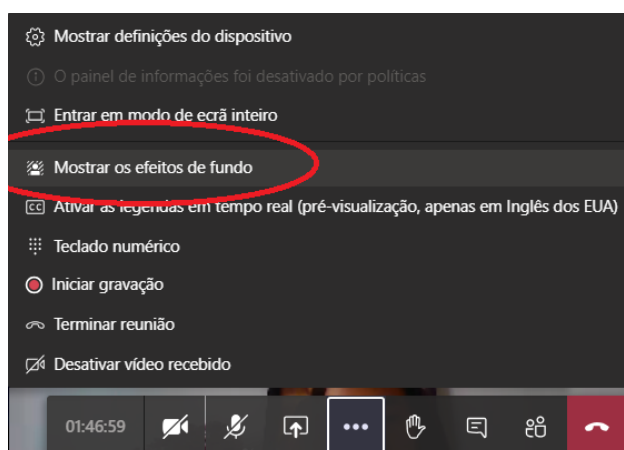 Mostrar definições do dispositivo
O painel de informações foi desativado por políticas
Entrar em modo de ecrã inteiro
Mostrar os efeitos de fundo
CC Ativar as legendas em tempo real (pré-visualização, apenas em Inglês dos EUA)
Teclado numérico
Iniciar gravação
Terminar reunião
Desativar vídeo recebido
01:46:59